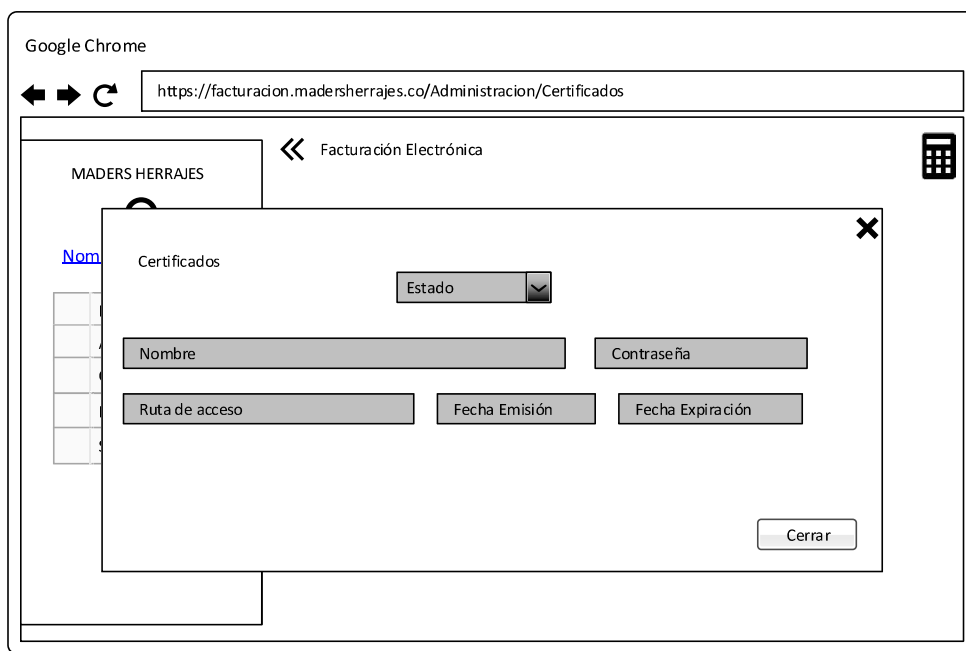 Google Chrome
https://facturacion.madersherrajes.co/Administracion/Certificados
Facturación Electrónica
MADERS HERRAJES
Nom
Certificados
Estado
Nombre
Contraseña
Ruta de acceso
Fecha Emisión
Fecha Expiración
Cerrar